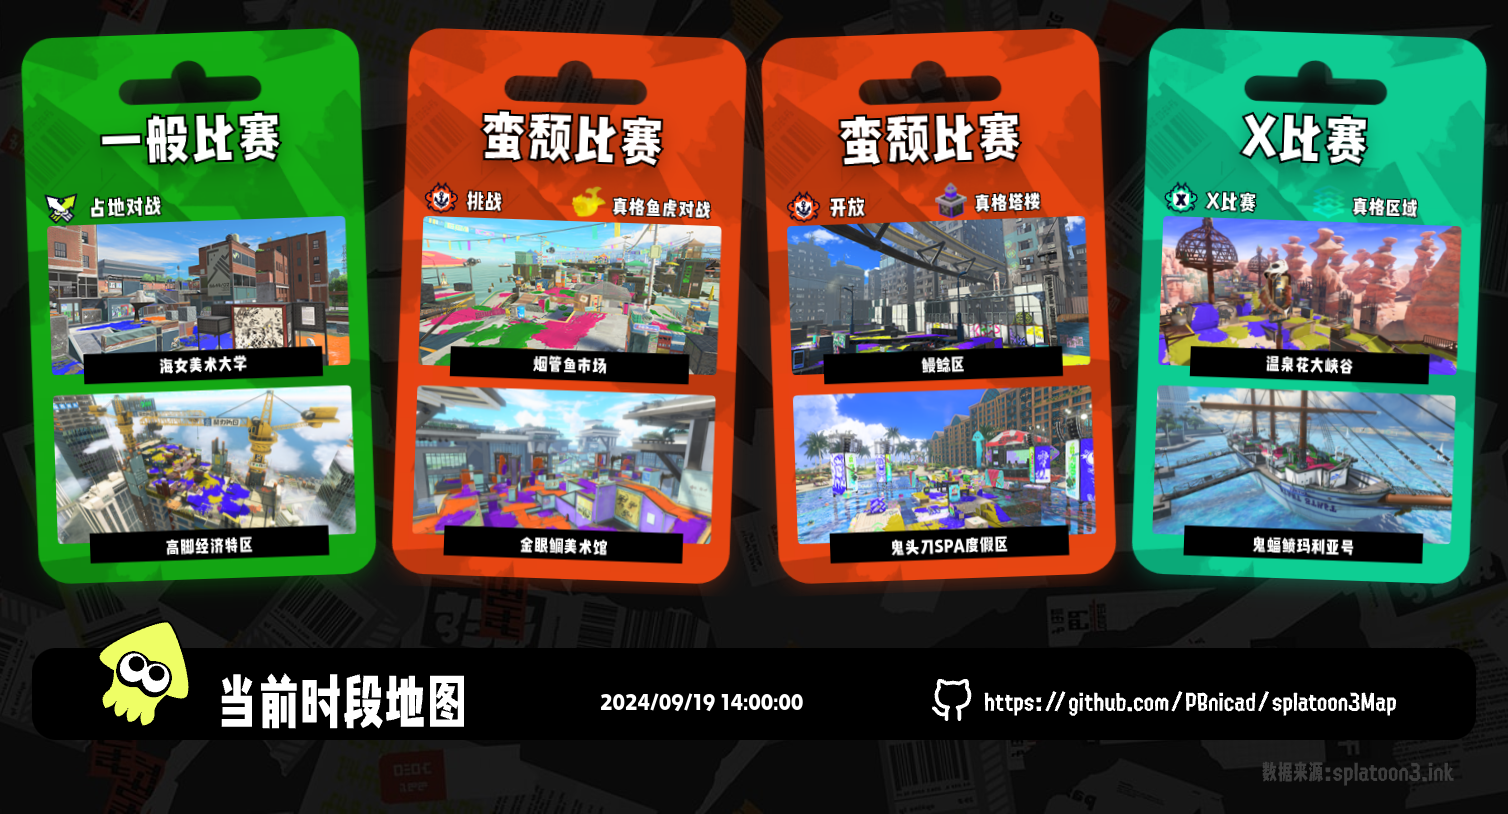 一般比赛
占地对战
海女美术大学
高脚经济特区
蛮颓比赛
挑战
真格鱼虎对战
烟管鱼市场
金眼鲷美术馆
蛮颓比赛
开放
真格塔楼
鳗鲶区
鬼头刀SPA度假区
X比赛
X比赛
真格区域
温泉花大峡谷
鬼蝠鲼玛利亚号
当前时段地图
2024/09/19 14:00:00
https://github.com/PBnicad/splatoon3Map
数据来源:splatoon3.ink